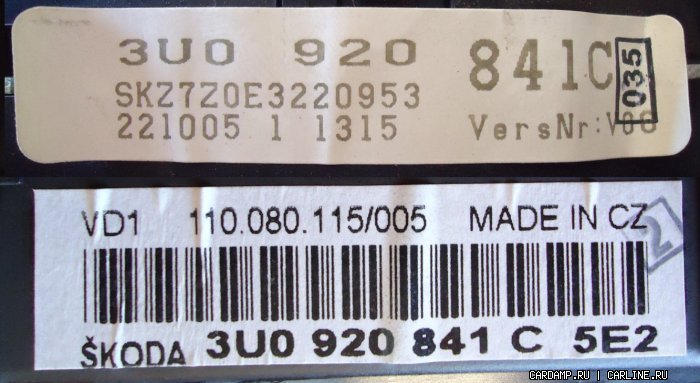 3U0 920 841C
035
SKZ7Z0E3220953
221005 1 1315 VersNr:
VD1 110.080.115/005 MADE IN CZ
2
ŠKODA 3U0 920 841 C 5E2
CARDAMP.RU | CARLINE.RU